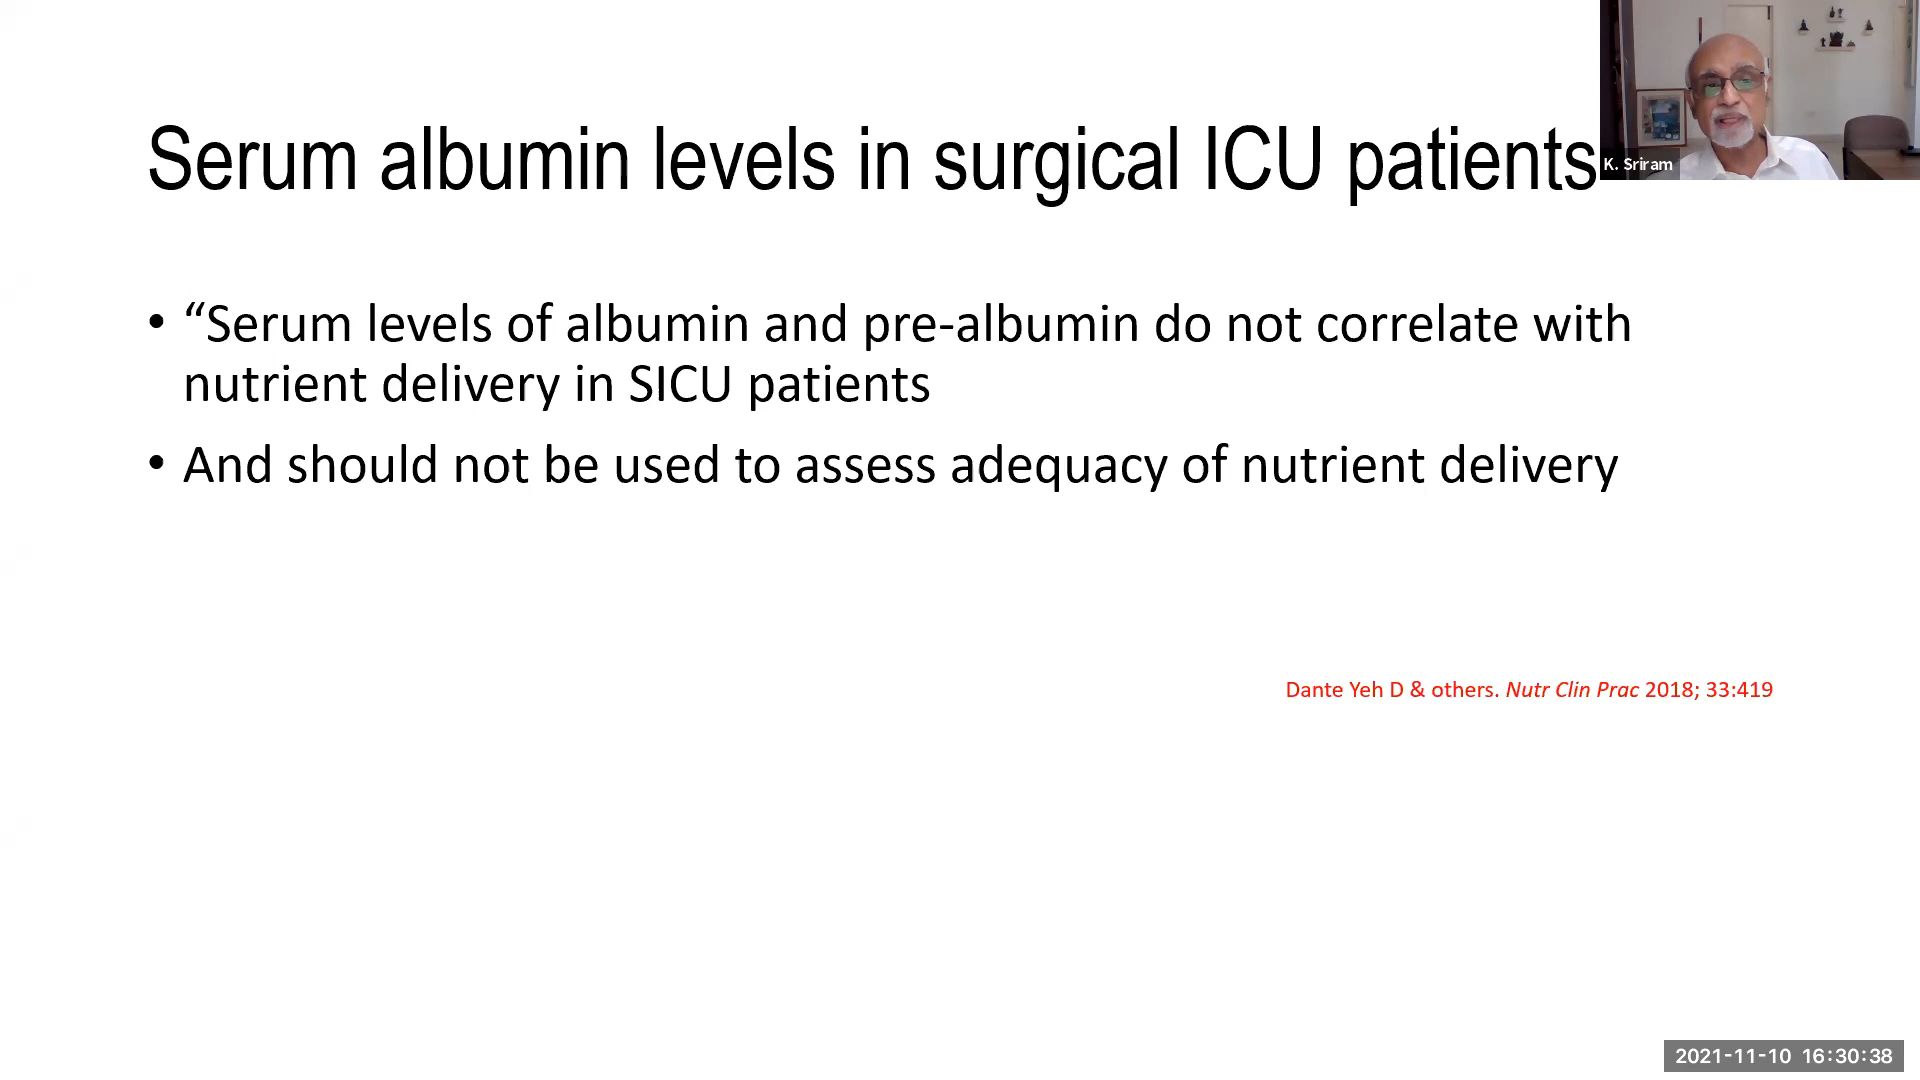 Serum albumin levels in surgical ICU patients
K. Sriram
• “Serum levels of albumin and pre-albumin do not correlate with
nutrient delivery in SICU patients
• And should not be used to assess adequacy of nutrient delivery
Dante Yeh D & others. Nutr Clin Prac 2018; 33:419
2021-11-10 16:30:38